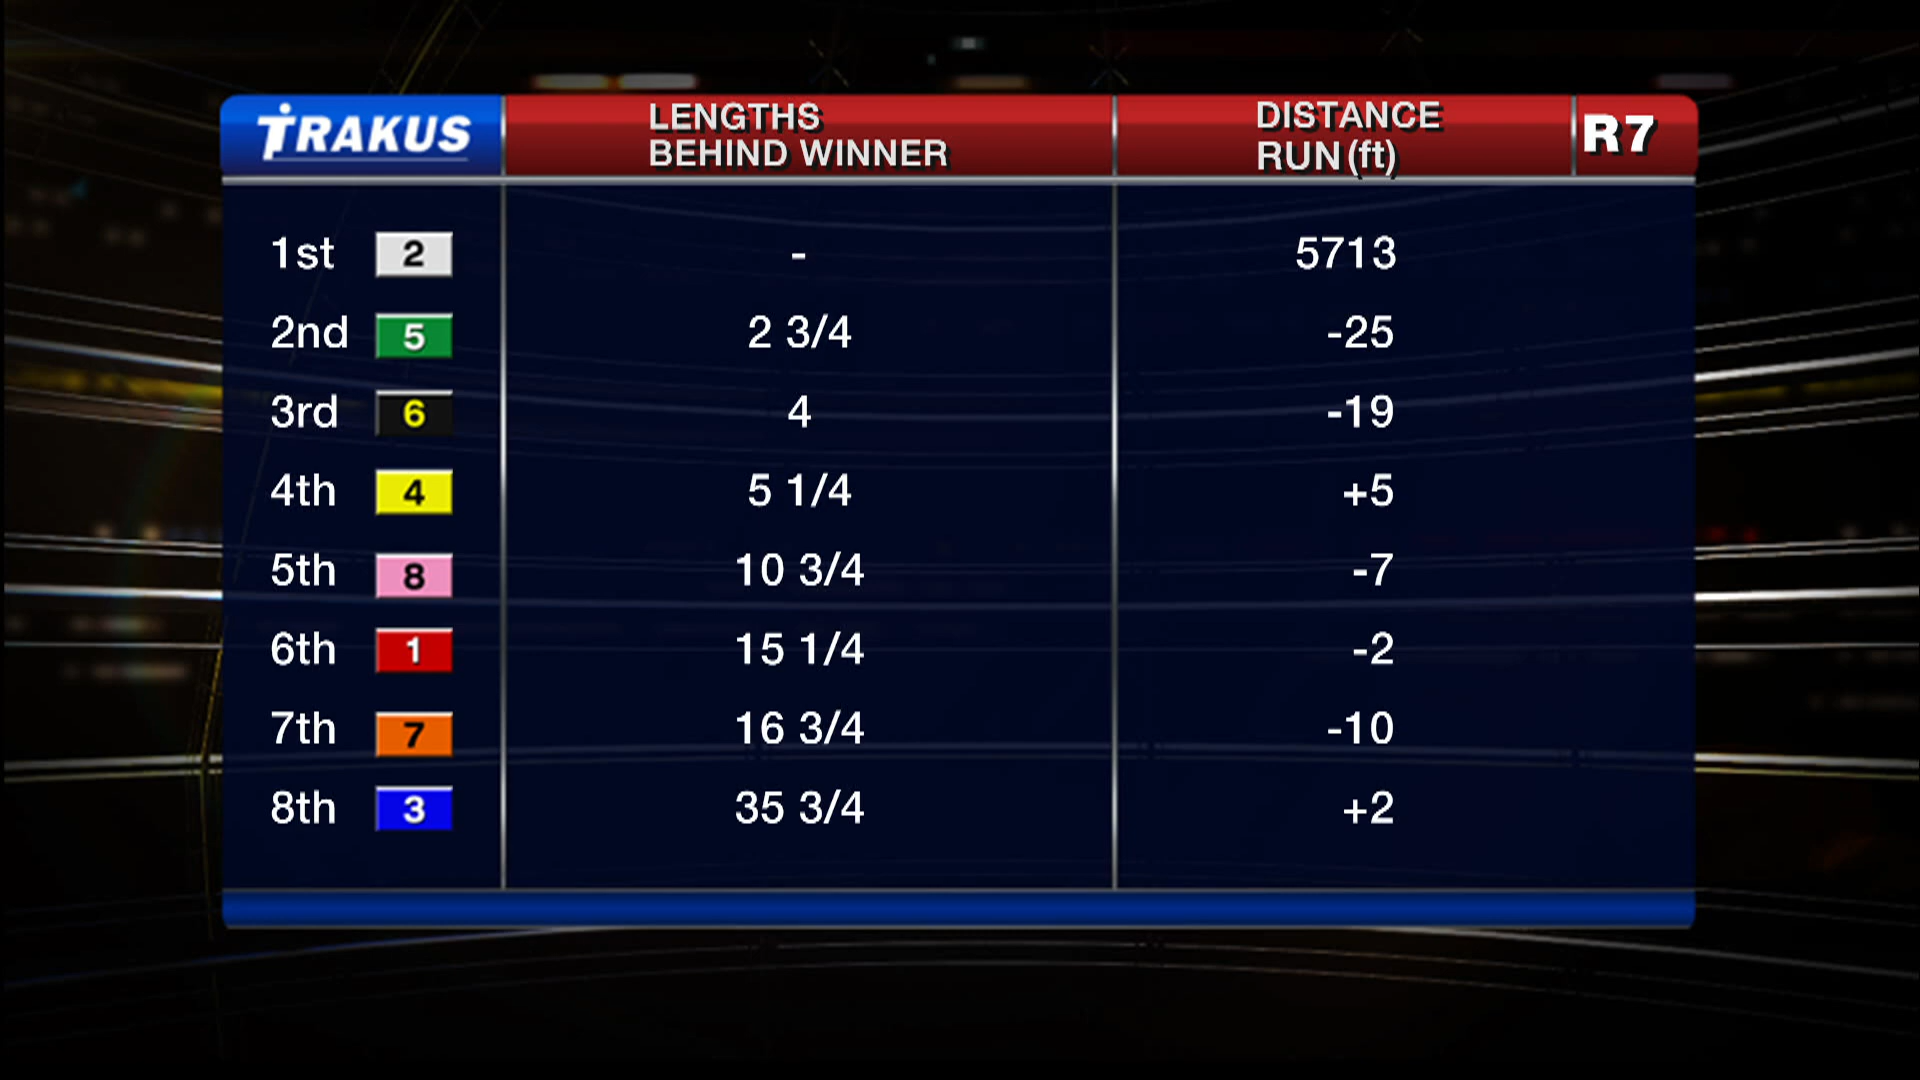 TRAKUS
LENGTHS
BEHIND WINNER
DISTANCE
RUN (ft)
R7
1st 2 - 5713
2nd 5 2 3/4 -25
3rd 6 4 -19
4th 4 5 1/4 +5
5th 8 10 3/4 -7
6th 1 15 1/4 -2
7th 7 16 3/4 -10
8th 3 35 3/4 +2